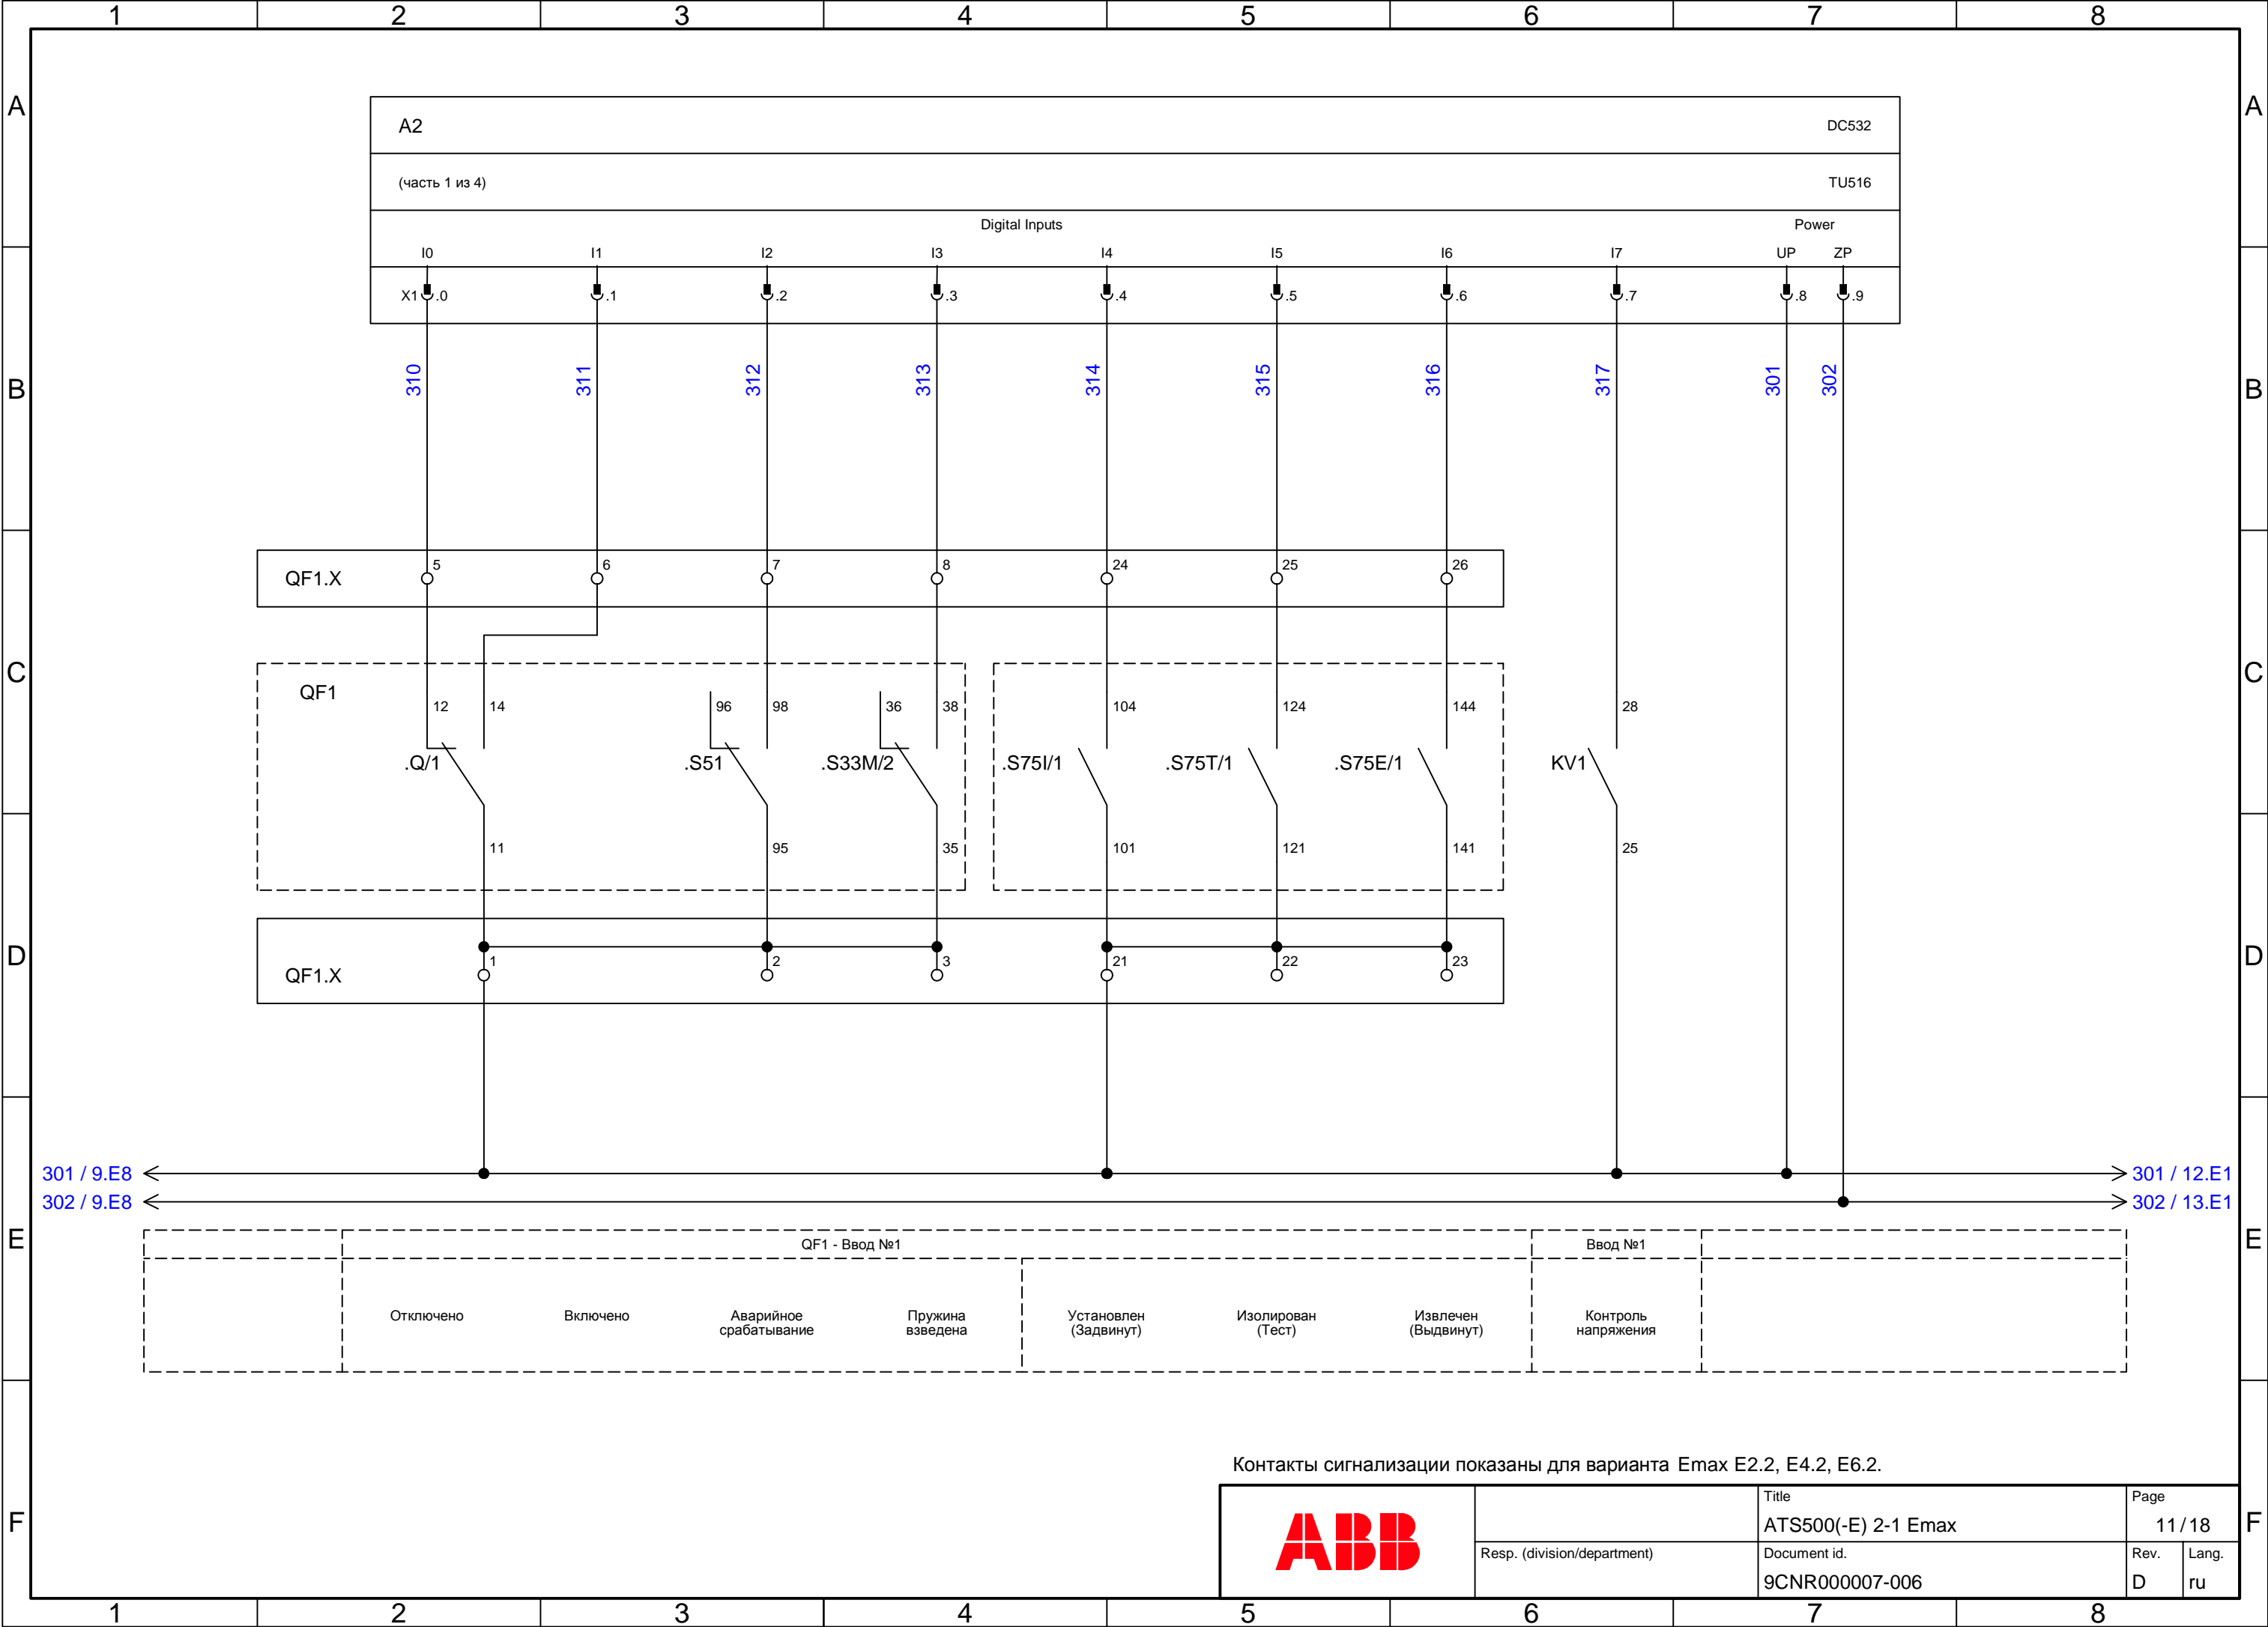 1 2 3 4 5 6 7 8
A A
A2 DC532
(часть 1 из 4) TU516
Digital Inputs Power
I0 I1 I2 I3 I4 I5 I6 I7 UP ZP
X1 .0 .1 .2 .3 .4 .5 .6 .7 .8 .9
310 311 312 313 314 315 316 317 301 302
B B
QF1.X 5 6 7 8 24 25 26
C C
QF1
12 14 96 98 36 38 104 124 144 28
.Q/1 .S51 .S33M/2 .S75I/1 .S75T/1 .S75E/1 KV1
11 95 35 101 121 141 25
D D
QF1.X 1 2 3 21 22 23
301 / 9.E8 301 / 12.E1
302 / 9.E8 302 / 13.E1
E E
QF1 - Ввод №1 Ввод №1
Отключено Включено Аварийное Пружина Установлен Изолирован Извлечен Контроль
срабатывание взведена (Задвинут) (Тест) (Выдвинут) напряжения
Контакты сигнализации показаны для варианта Emax E2.2, E4.2, E6.2.
F F
ABB
Title Page
ATS500(-E) 2-1 Emax 11/18
Resp. (division/department) Document id. Rev. Lang.
9CNR000007-006 D ru
1 2 3 4 5 6 7 8